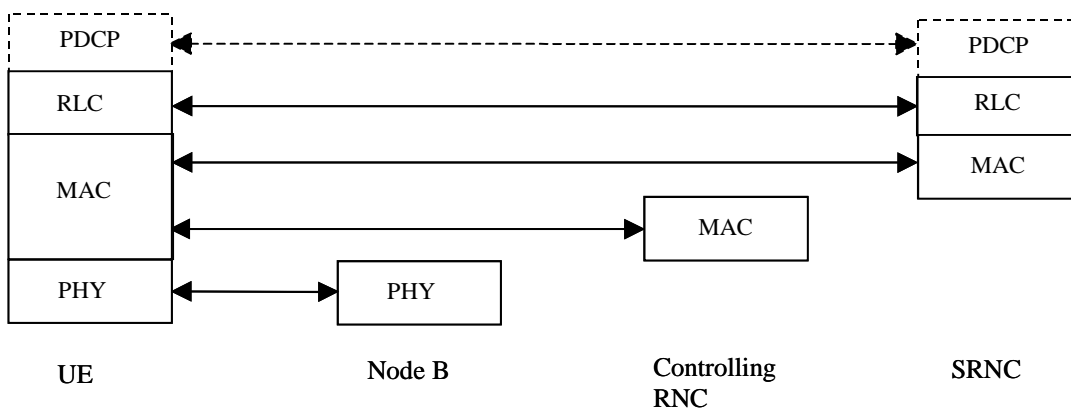 PDCP
PDCP
RLC
RLC
MAC
MAC
MAC
PHY
PHY
UE
Node B
Controlling
RNC
SRNC